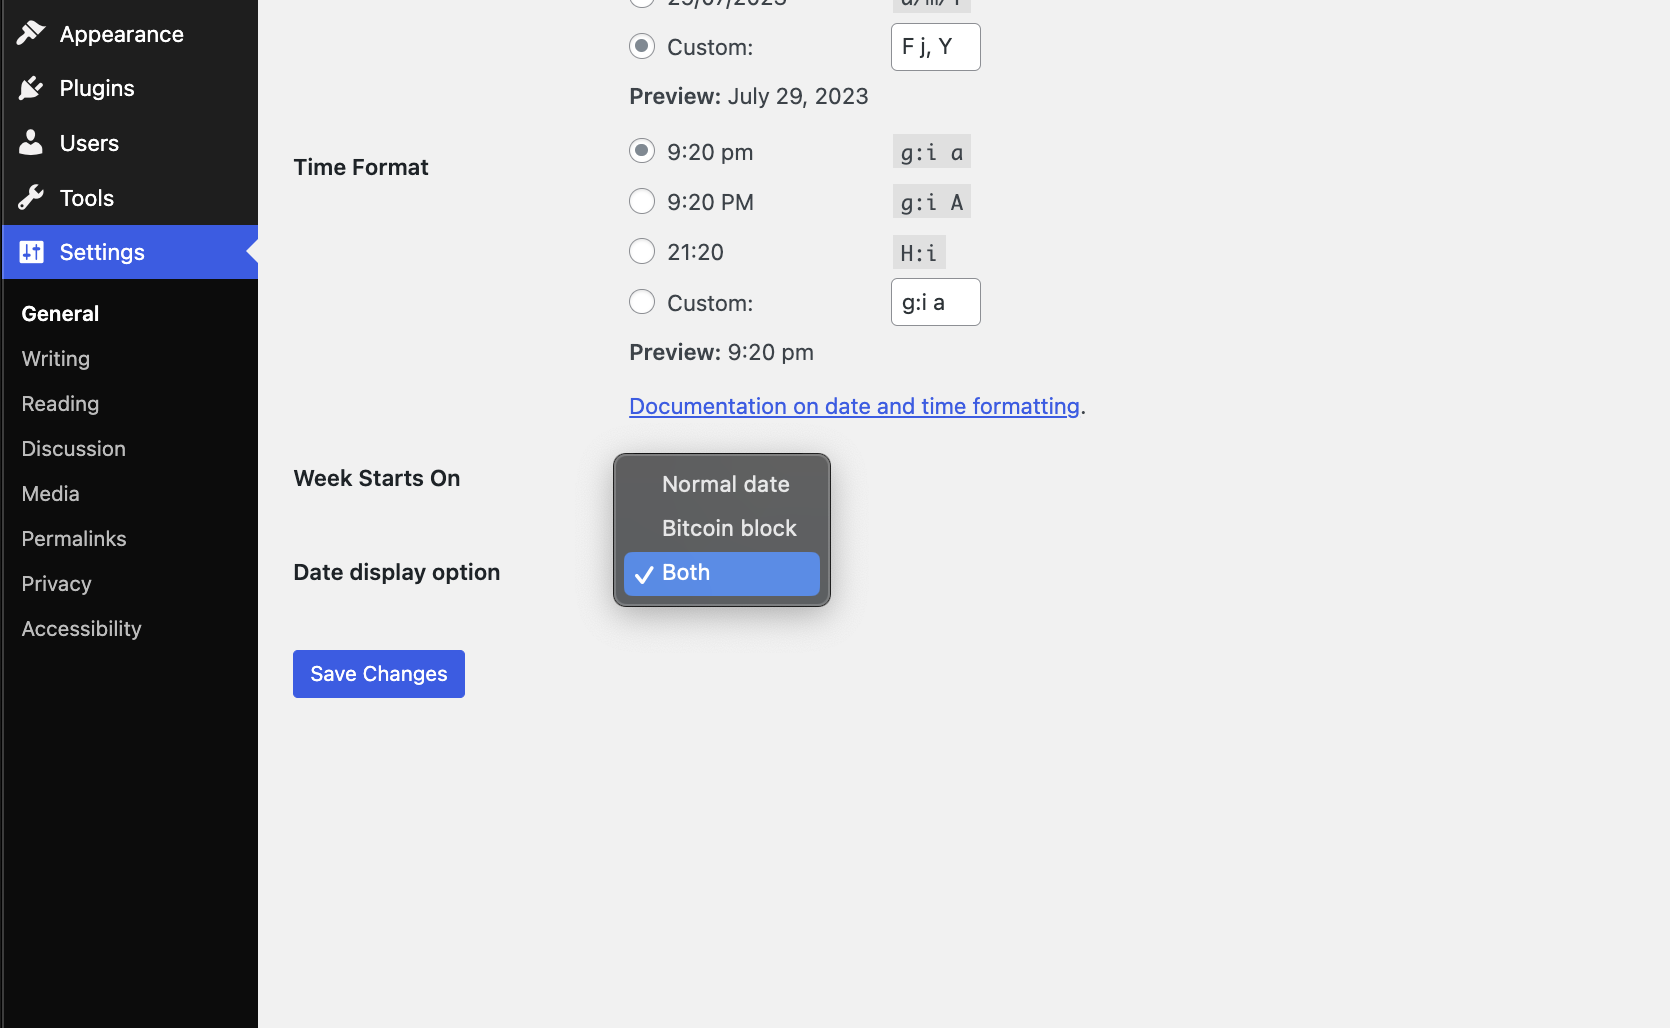 Appearance
Plugins
Users
Tools
Settings
General
Writing
Reading
Discussion
Media
Permalinks
Privacy
Accessibility
Custom: F j, Y
Preview: July 29, 2023
Time Format
9:20 pm g:i a
9:20 PM g:i A
21:20 H:i
Custom: g:i a
Preview: 9:20 pm
Documentation on date and time formatting.
Week Starts On
Normal date
Bitcoin block
Date display option
Both
Save Changes